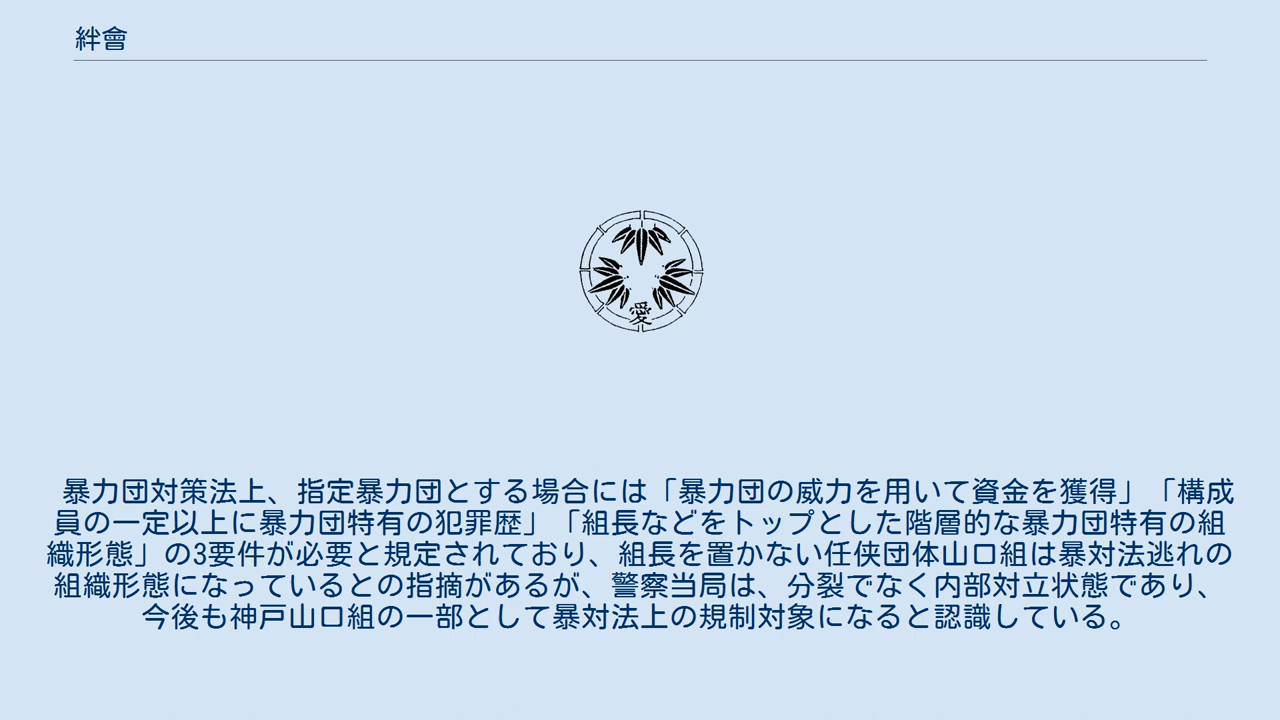 絆會
愛
暴力団対策法上、指定暴力団とする場合には「暴力団の威力を用いて資金を獲得」「構成
員の一定以上に暴力団特有の犯罪歴」「組長などをトップとした階層的な暴力団特有の組
織形態」の3要件が必要と規定されており、組長を置かない任侠団体山口組は暴対法逃れの
組織形態になっているとの指摘があるが、警察当局は、分裂でなく内部対立状態であり、
今後も神戸山口組の一部として暴対法上の規制対象になると認識している。